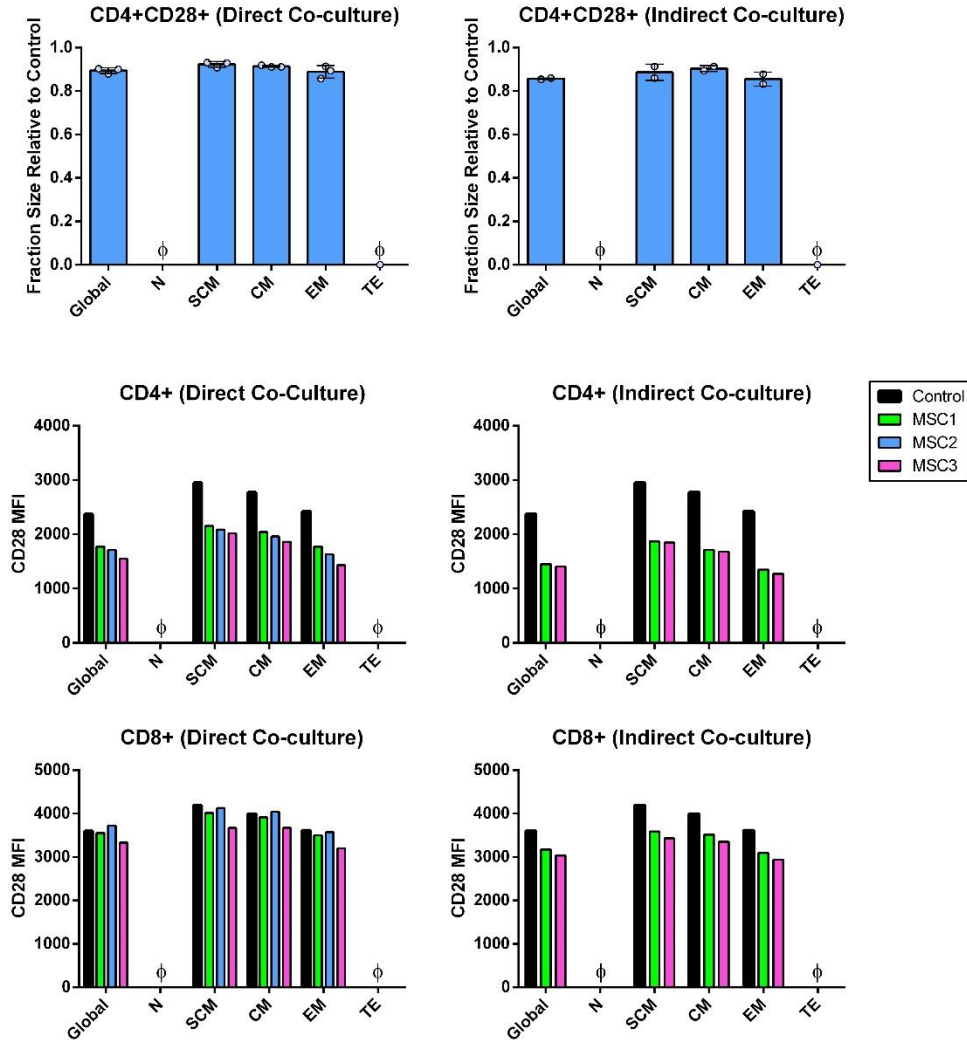 CD4+CD28+ (Direct Co-culture)
Fraction Size Relative to Control
1.0
0.8
0.6
0.4
0.2
0.0
ϕ
ϕ
Global
N
SCM
CM
EM
TE
CD4+CD28+ (Indirect Co-culture)
Fraction Size Relative to Control
1.0
0.8
0.6
0.4
0.2
0.0
ϕ
ϕ
Global
N
SCM
CM
EM
TE
CD4+ (Direct Co-Culture)
CD28 MFI
4000
3000
2000
1000
0
ϕ
ϕ
Global
N
SCM
CM
EM
TE
CD4+ (Indirect Co-culture)
CD28 MFI
4000
3000
2000
1000
0
ϕ
ϕ
Global
N
SCM
CM
EM
TE
Control
MSC1
MSC2
MSC3
CD8+ (Direct Co-culture)
CD28 MFI
5000
4000
3000
2000
1000
0
ϕ
ϕ
Global
N
SCM
CM
EM
TE
CD8+ (Indirect Co-culture)
CD28 MFI
5000
4000
3000
2000
1000
0
ϕ
ϕ
Global
N
SCM
CM
EM
TE